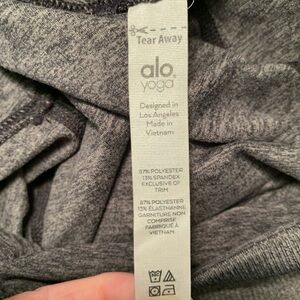 Tear Away
alo
yoga
Designed in
Los Angeles
Made in
Vietnam
87% POLYESTER
13% SPANDEX
EXCLUSIVE OF
TRIM
87% POLYESTER
13% ÉLASTHANNE
GARNITURE NON
COMPRISE
FABRIQUÉ À
VIETNAM